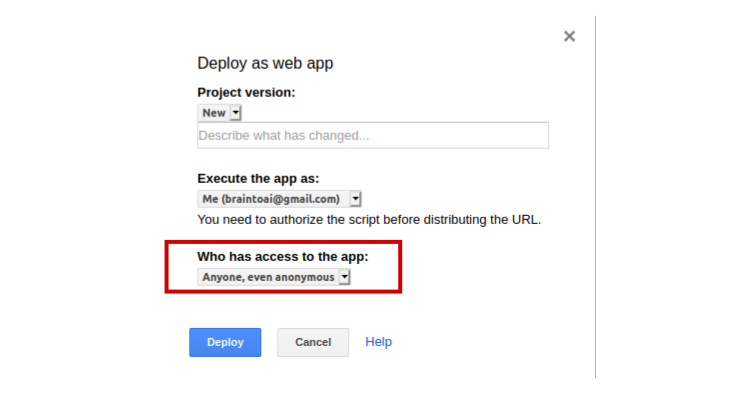 Deploy as web app
Project version:
New
Describe what has changed...
Execute the app as:
Me (braintoai@gmail.com)
You need to authorize the script before distributing the URL.
Who has access to the app:
Anyone, even anonymous
Deploy Cancel Help